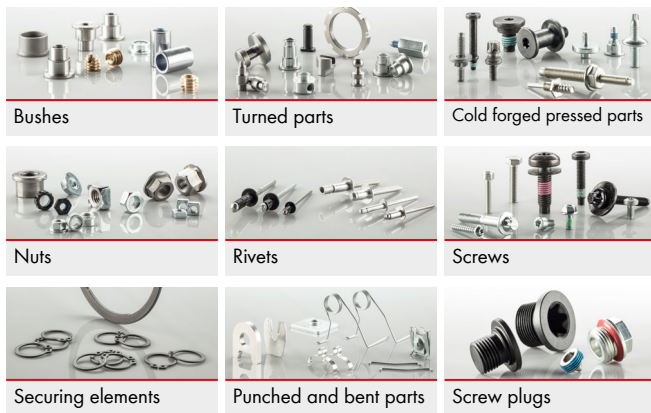 Bushes
Turned parts
Cold forged pressed parts
Nuts
Rivets
Screws
Securing elements
Punched and bent parts
Screw plugs